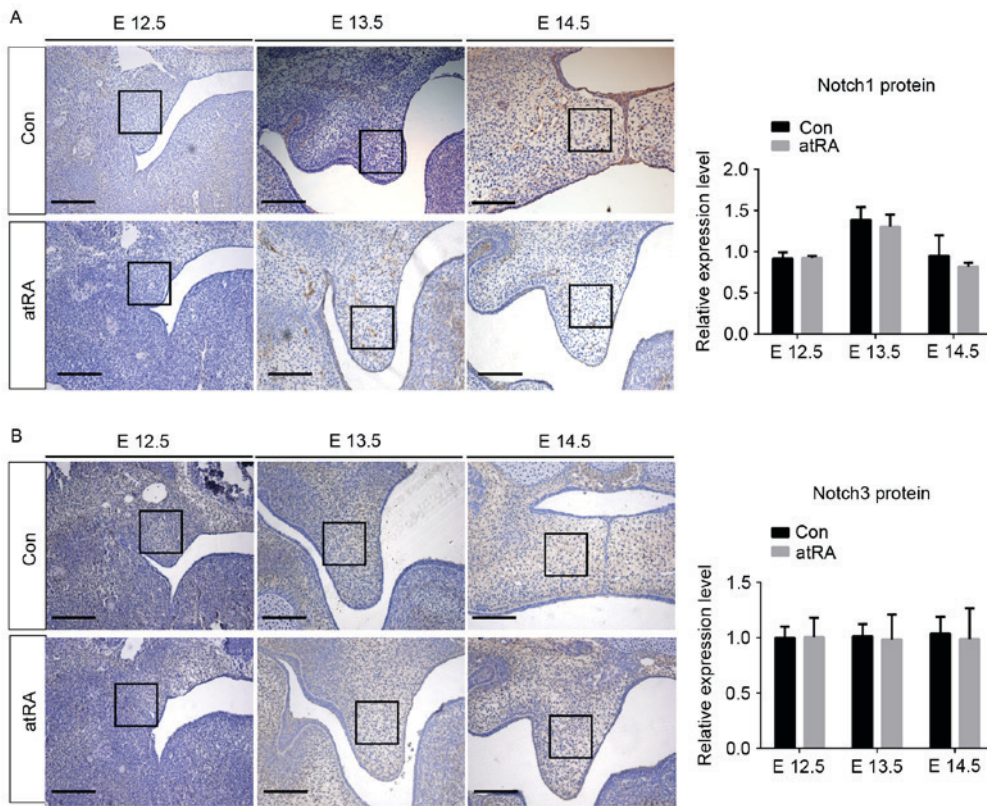 A
E 12.5 E 13.5 E 14.5
Con
atRA
Notch1 protein
Con
atRA
Relative expression level
2.0
1.5
1.0
0.5
0.0
E 12.5 E 13.5 E 14.5
B
E 12.5 E 13.5 E 14.5
Con
atRA
Notch3 protein
Con
atRA
Relative expression level
1.5
1.0
0.5
0.0
E 12.5 E 13.5 E 14.5